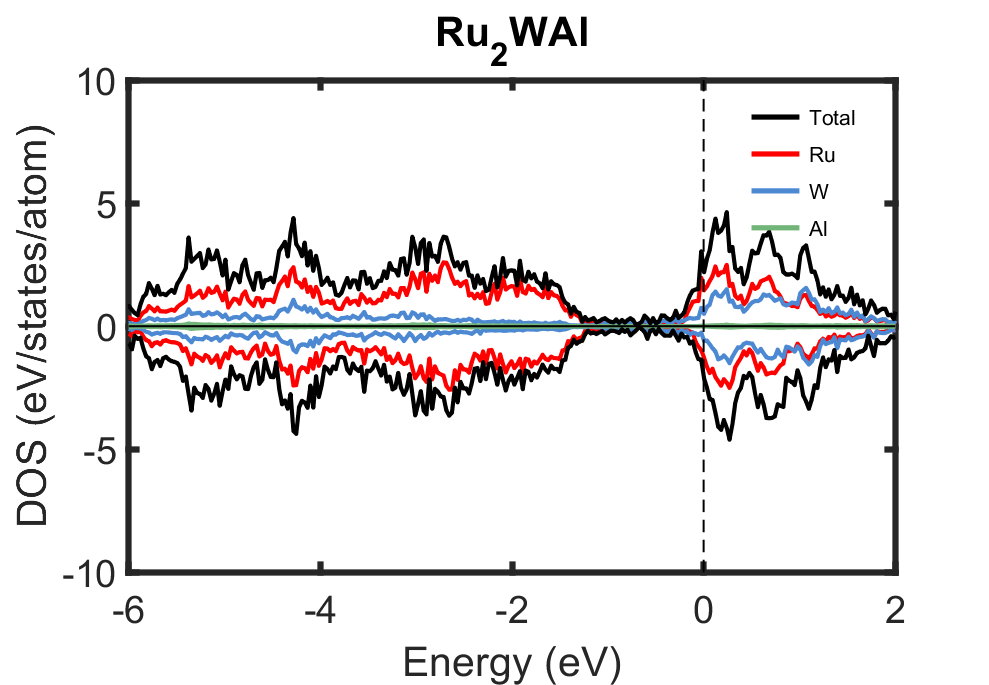 Ru₂WAl
10
5
0
-5
-10
DOS (eV/states/atom)
Total
Ru
W
Al
-6 -4 -2 0 2
Energy (eV)